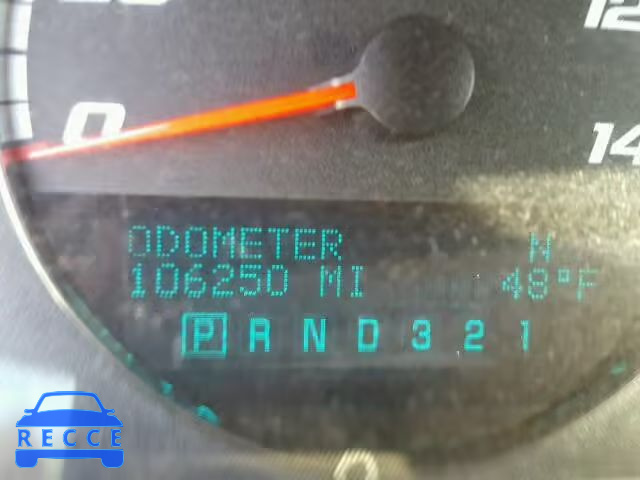 12
0
14
ODOMETER N
106250 MI 48°F
P R N D 3 2 1
RECCE